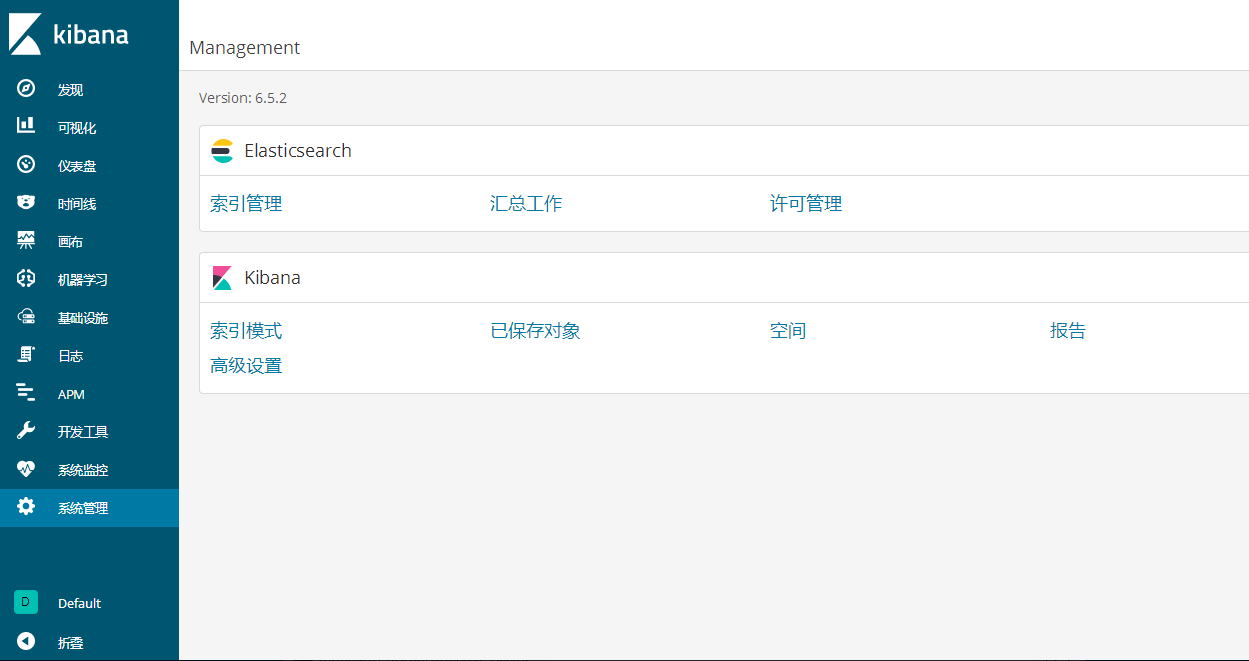 kibana
发现
可视化
仪表盘
时间线
画布
机器学习
基础设施
日志
APM
开发工具
系统监控
系统管理
D Default
折叠
Management
Version: 6.5.2
Elasticsearch
索引管理 汇总工作 许可管理
Kibana
索引模式 已保存对象 空间 报告
高级设置